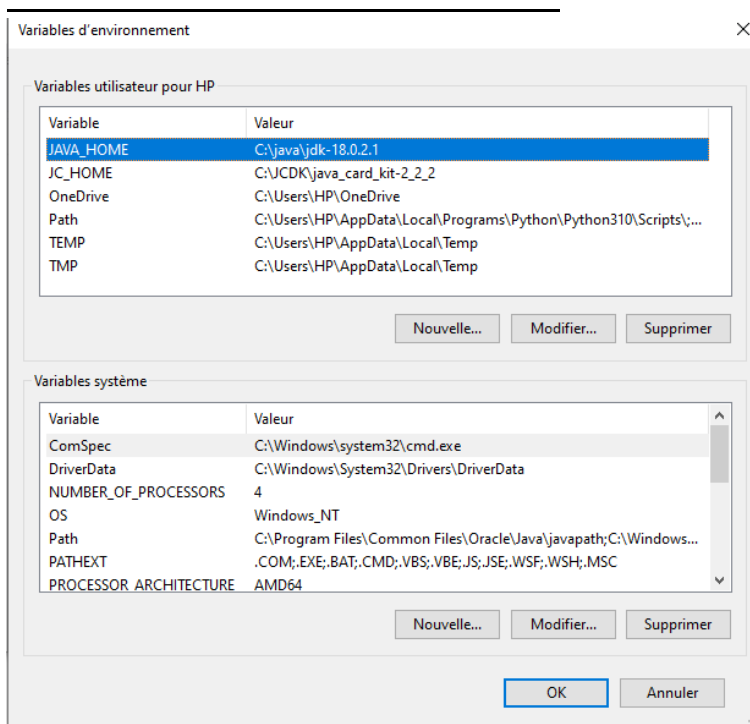 Variables d'environnement
Variables utilisateur pour HP
Variable Valeur
JAVA_HOME C:\java\jdk-18.0.2.1
JC_HOME C:\JCDK\java_card_kit-2_2_2
OneDrive C:\Users\HP\OneDrive
Path C:\Users\HP\AppData\Local\Programs\Python\Python310\Scripts\;...
TEMP C:\Users\HP\AppData\Local\Temp
TMP C:\Users\HP\AppData\Local\Temp
Nouvelle... Modifier... Supprimer
Variables système
Variable Valeur
ComSpec C:\Windows\system32\cmd.exe
DriverData C:\Windows\System32\Drivers\DriverData
NUMBER_OF_PROCESSORS 4
OS Windows_NT
Path C:\Program Files\Common Files\Oracle\Java\javapath;C:\Windows...
PATHEXT .COM;.EXE;.BAT;.CMD;.VBS;.VBE;.JS;.JSE;.WSF;.WSH;.MSC
PROCESSOR_ARCHITECTURE AMD64
Nouvelle... Modifier... Supprimer
OK Annuler